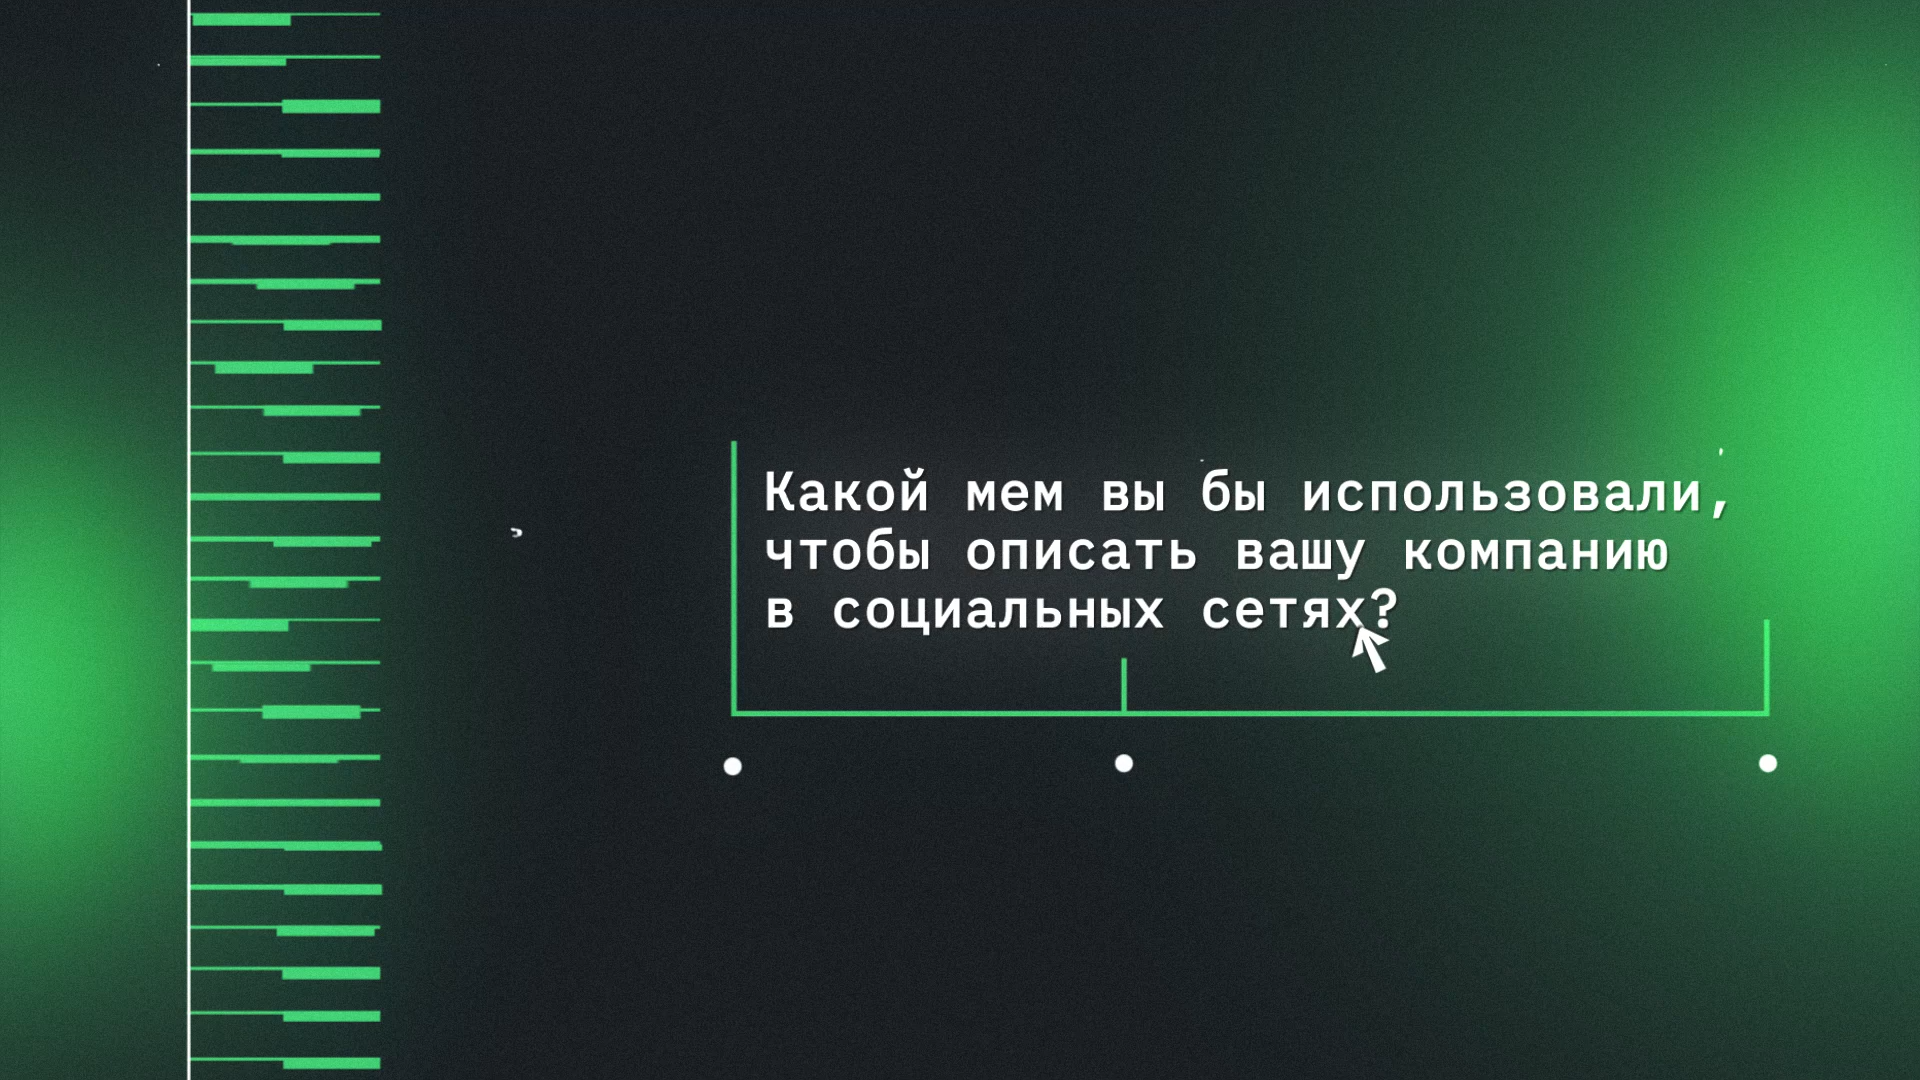 Какой мем вы бы использовали,
чтобы описать вашу компанию
в социальных сетях?